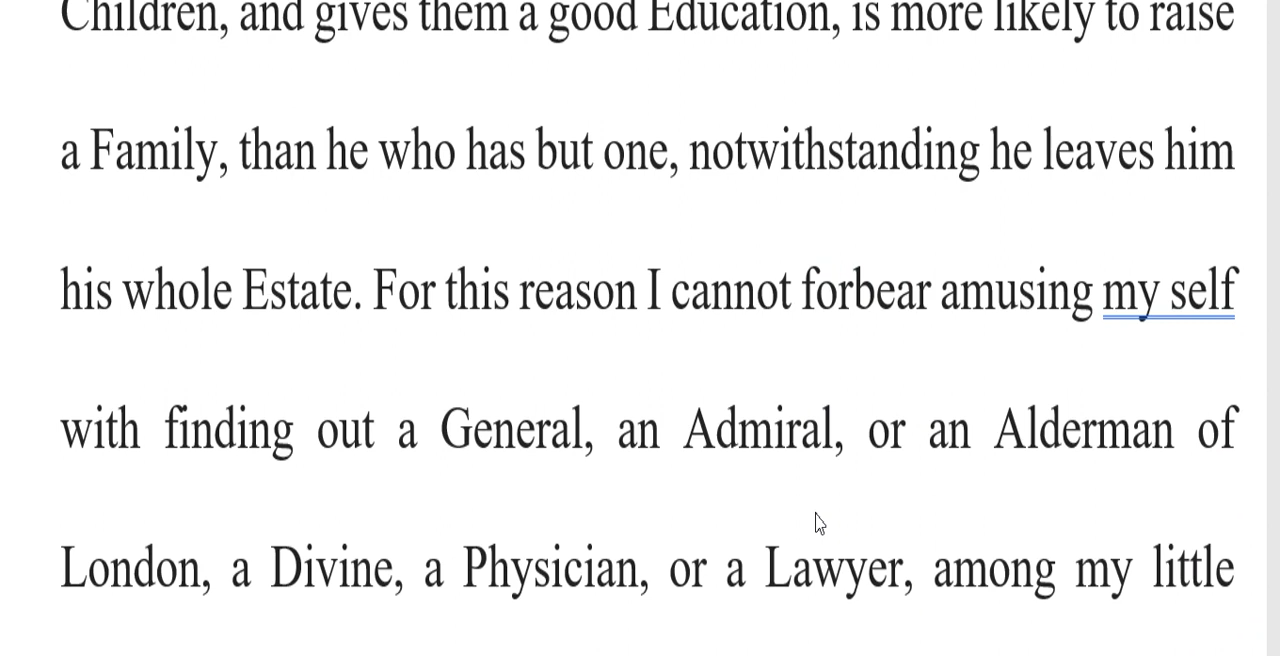 Children, and gives them a good Education, is more likely to raise
a Family, than he who has but one, notwithstanding he leaves him
his whole Estate. For this reason I cannot forbear amusing my self
with finding out a General, an Admiral, or an Alderman of
London, a Divine, a Physician, or a Lawyer, among my little